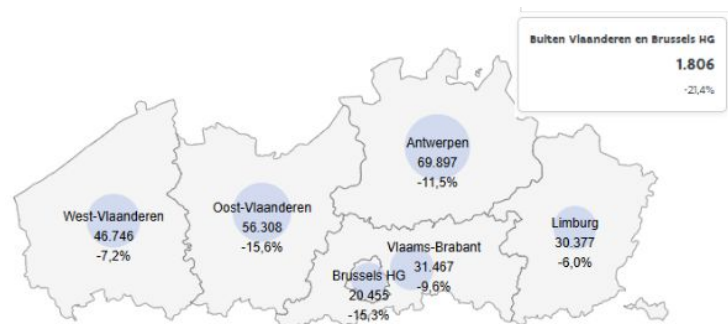 Buiten Vlaanderen en Brussels HG
1.806
-21,4%
Antwerpen
69.897
-11,5%
West-Vlaanderen
46.746
-7,2%
Oost-Vlaanderen
56.308
-15,6%
Limburg
30.377
-6,0%
Vlaams-Brabant
31.467
-9,6%
Brussels HG
20.455
-15,3%